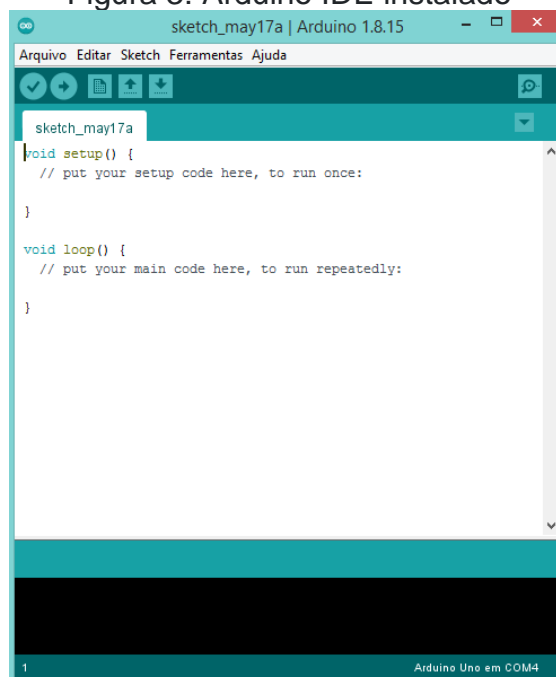 Figura 3: Arduino IDE instalado
sketch_may17a | Arduino 1.8.15
Arquivo Editar Sketch Ferramentas Ajuda
sketch_may17a
void setup() {
// put your setup code here, to run once:
}
void loop() {
// put your main code here, to run repeatedly:
}
1
Arduino Uno em COM4